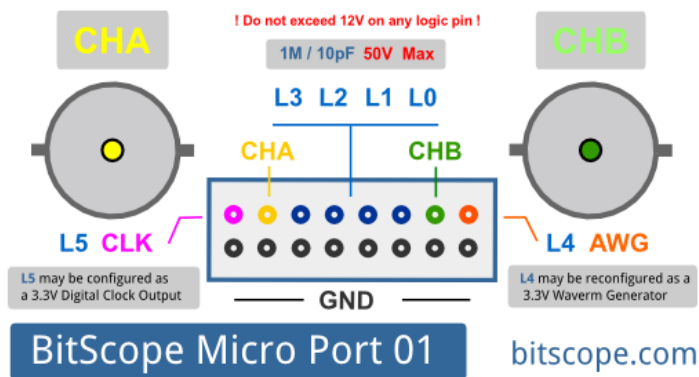 ! Do not exceed 12V on any logic pin !
CHA
1M / 10pF 50V Max
CHB
L3 L2 L1 L0
CHA
CHB
L5 CLK
L4 AWG
L5 may be configured as
a 3.3V Digital Clock Output
L4 may be reconfigured as a
3.3V Waverm Generator
GND
BitScope Micro Port 01
bitscope.com